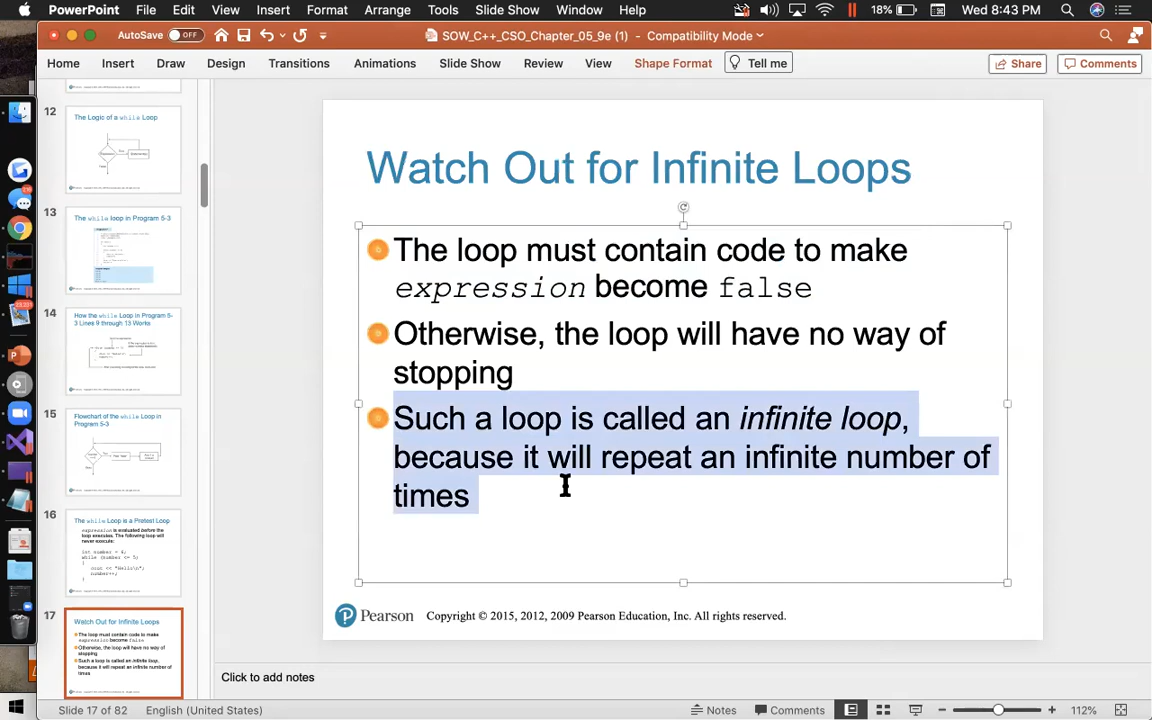 PowerPoint File Edit View Insert Format Arrange Tools Slide Show Window Help 18% Wed 8:43 PM
AutoSave OFF SOW_C++_CSO_Chapter_05_9e (1) - Compatibility Mode
Home Insert Draw Design Transitions Animations Slide Show Review View Shape Format Tell me Share Comments
12
The Logic of a while Loop
13
The while loop in Program 5-3
14
How the while Loop in Program 5-
3 Lines 9 through 13 Works
15
Flowchart of the while Loop in
Program 5-3
16
The while Loop is a Pretest Loop
expression is evaluated before the
loop executes. The following loop will
never execute:
int number = 6;
while (number <= 5)
{
cout << "Hello\n";
number++;
}
17
Watch Out for Infinite Loops
The loop must contain code to make
expression become false
Otherwise, the loop will have no way of
stopping
Such a loop is called an infinite loop,
because it will repeat an infinite number of
times
Watch Out for Infinite Loops
The loop must contain code to make
expression become false
Otherwise, the loop will have no way of
stopping
Such a loop is called an infinite loop,
because it will repeat an infinite number of
times
Pearson Copyright © 2015, 2012, 2009 Pearson Education, Inc. All rights reserved.
Click to add notes
Slide 17 of 82 English (United States) Notes Comments 112%